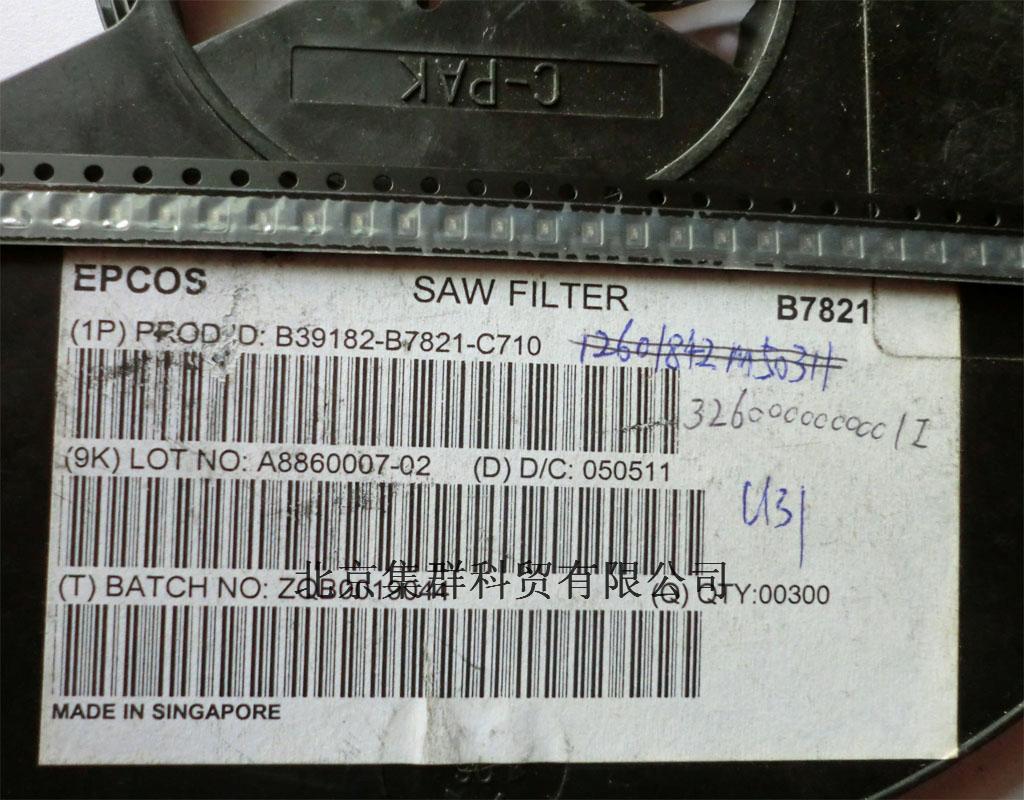 C-PAK
EPCOS
SAW FILTER
B7821
(1P) PROD 'D: B39182-B7821-C710
3260000000001I
(9K) LOT NO: A8860007-02 (D) D/C: 050511
U31
北京集群科贸有限公司
(T) BATCH NO: (Q) QTY:00300
MADE IN SINGAPORE